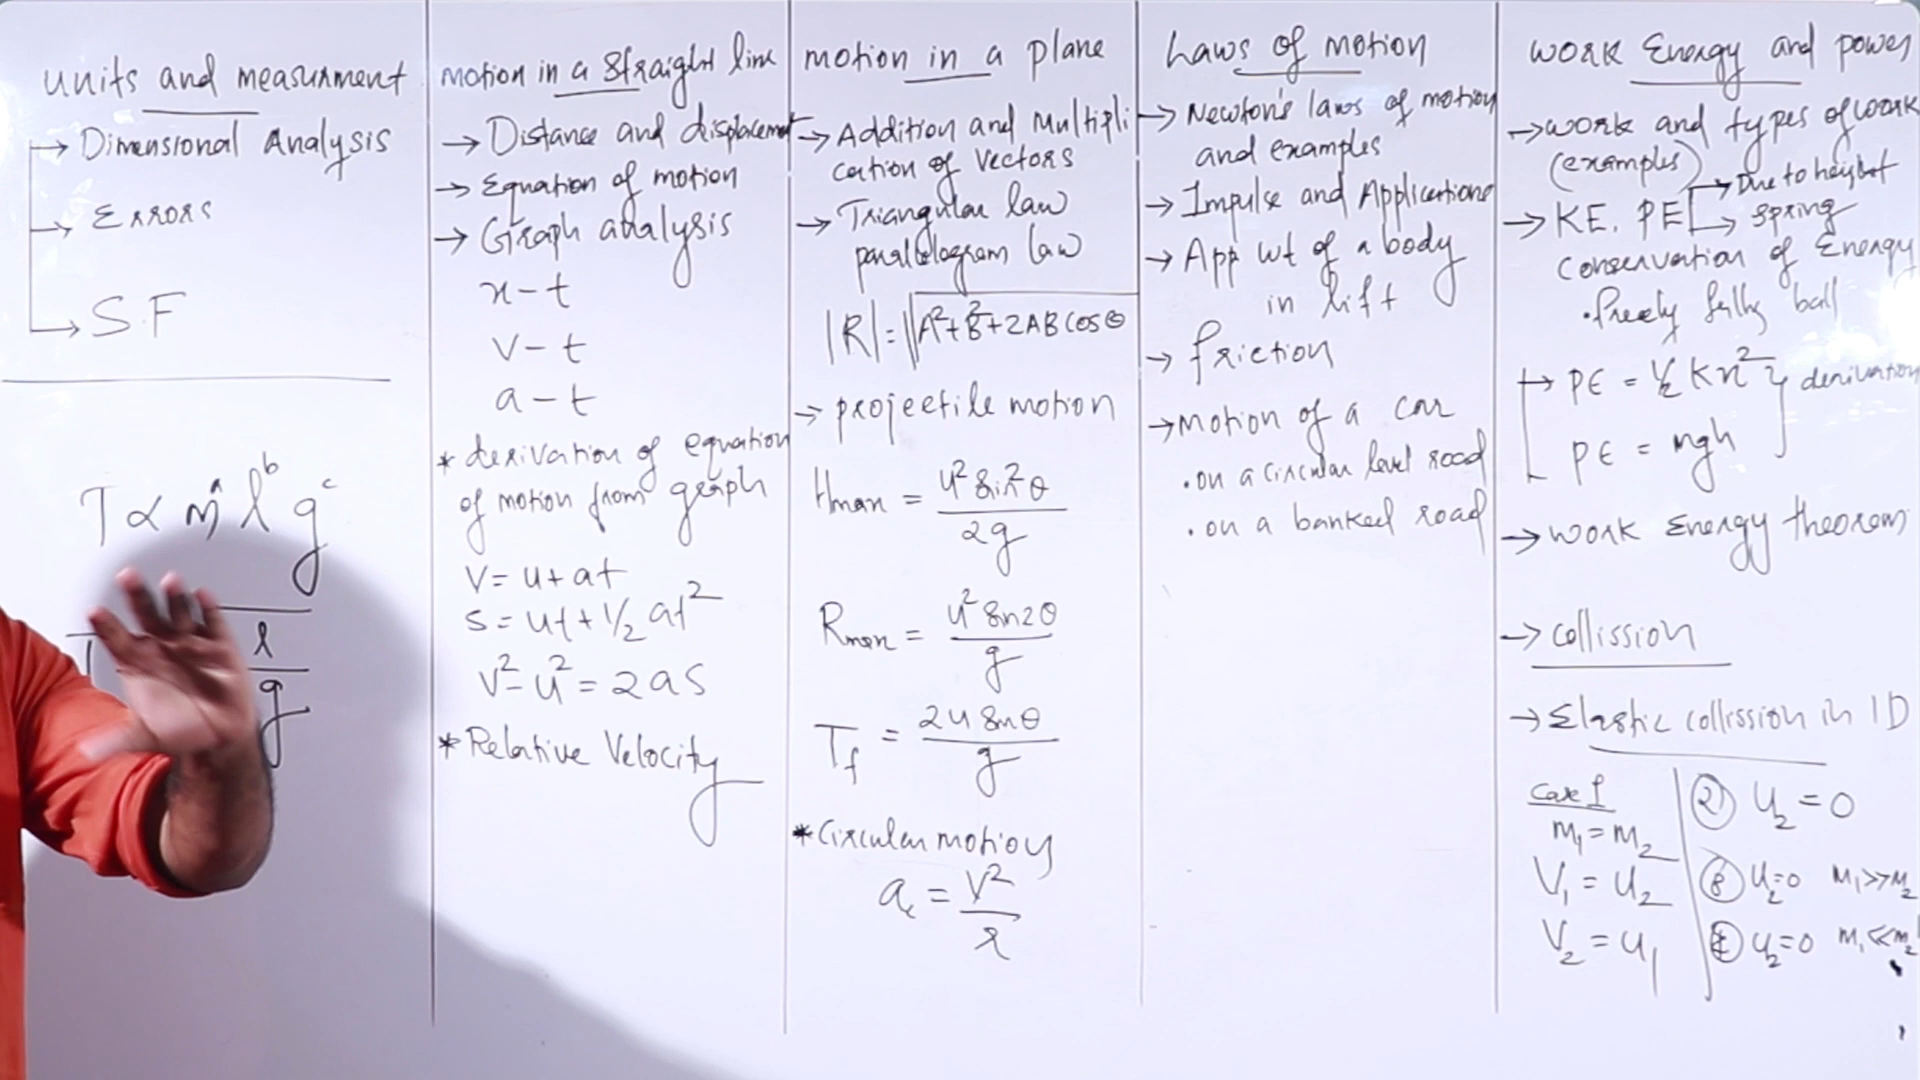 units and measurment
→ Dimensional Analysis
→ Errors
→ S.F
T ∝ m^a l^b g^c
T
l
g
motion in a Straight line
→ Distance and displacement
→ Equation of motion
→ Graph analysis
x-t
v-t
a-t
* derivation of equation
of motion from graph
v = u + at
s = ut + 1/2 at²
v² - u² = 2as
* Relative Velocity
motion in a plane
→ Addition and Multipli
cation of vectors
→ Triangular law
parallelogram law
|R| = √A²+B²+2ABCosθ
→ projectile motion
Hmax = u² sin²θ / 2g
Rmax = u² sin2θ / g
Tf = 2u sinθ / g
* Circular motion
ac = v² / r
Laws of motion
→ Newton's laws of motion
and examples
→ Impulse and Applications
→ App wt of a body
in lift
→ friction
→ motion of a car
. on a circular level road
. on a banked road
work Energy and power
→ work and types of work
(examples)
→ Due to height
→ KE, PE → spring
Conservation of Energy
. freely falling ball
→ PE = 1/2 Kx² } derivation
PE = mgh
→ work Energy theorem
→ Collission
→ Elastic collission in 1D
Case 1
m₁ = m₂
V₁ = u₂
V₂ = u₁
② u₂ = 0
③ u₂=0 m₁>>m₂
④ u₂=0 m₁<<m₂